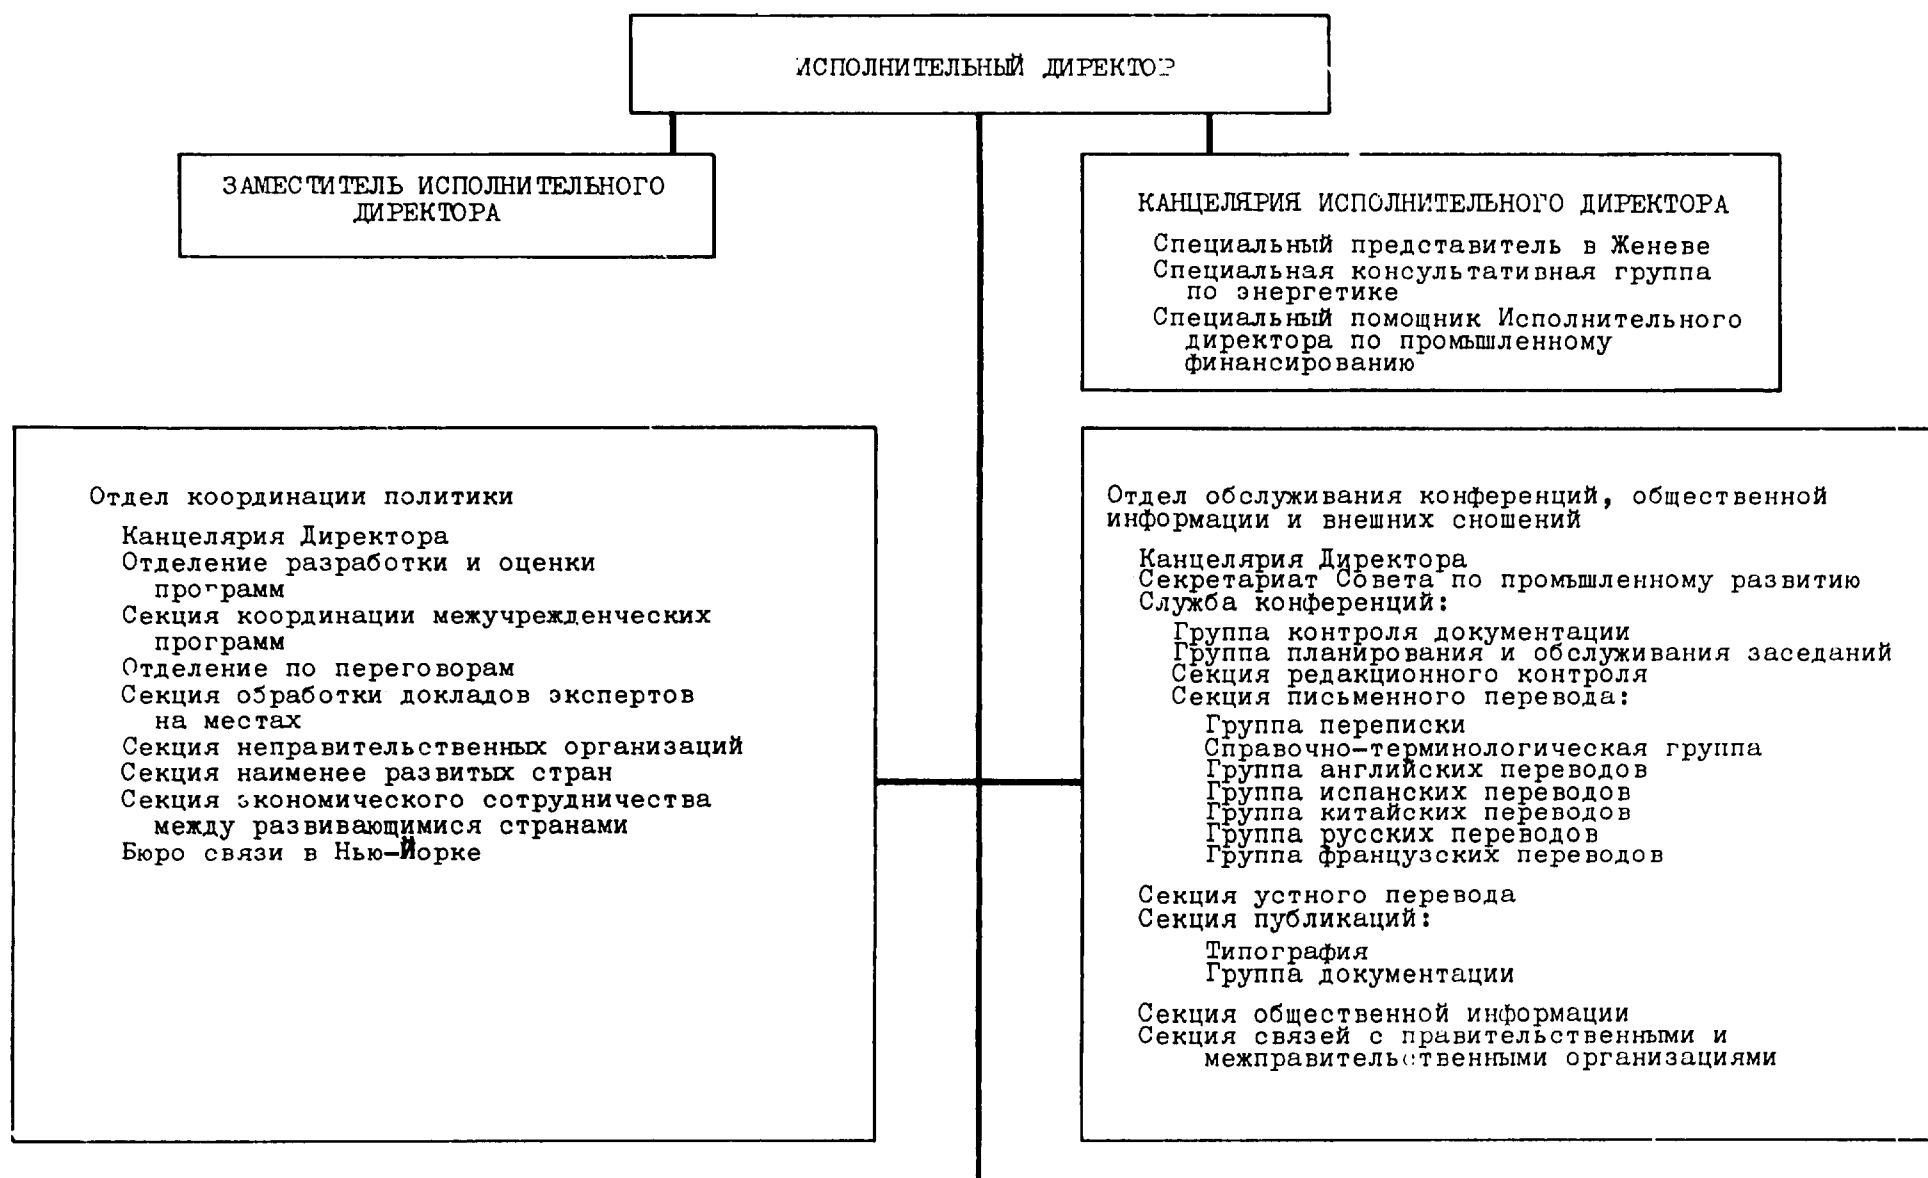 ИСПОЛНИТЕЛЬНЫЙ ДИРЕКТОР
ЗАМЕСТИТЕЛЬ ИСПОЛНИТЕЛЬНОГО
ДИРЕКТОРА
КАНЦЕЛЯРИЯ ИСПОЛНИТЕЛЬНОГО ДИРЕКТОРА
Специальный представитель в Женеве
Специальная консультативная группа
по энергетике
Специальный помощник Исполнительного
директора по промышленному
финансированию
Отдел координации политики
Канцелярия Директора
Отделение разработки и оценки
программ
Секция координации межучрежденческих
программ
Отделение по переговорам
Секция обработки докладов экспертов
на местах
Секция неправительственных организаций
Секция наименее развитых стран
Секция экономического сотрудничества
между развивающимися странами
Бюро связи в Нью-Йорке
Отдел обслуживания конференций, общественной
информации и внешних сношений
Канцелярия Директора
Секретариат Совета по промышленному развитию
Служба конференций:
Группа контроля документации
Группа планирования и обслуживания заседаний
Секция редакционного контроля
Секция письменного перевода:
Группа переписки
Справочно-терминологическая группа
Группа английских переводов
Группа испанских переводов
Группа китайских переводов
Группа русских переводов
Группа французских переводов
Секция устного перевода
Секция публикаций:
Типография
Группа документации
Секция общественной информации
Секция связей с правительственными и
межправительственными организациями